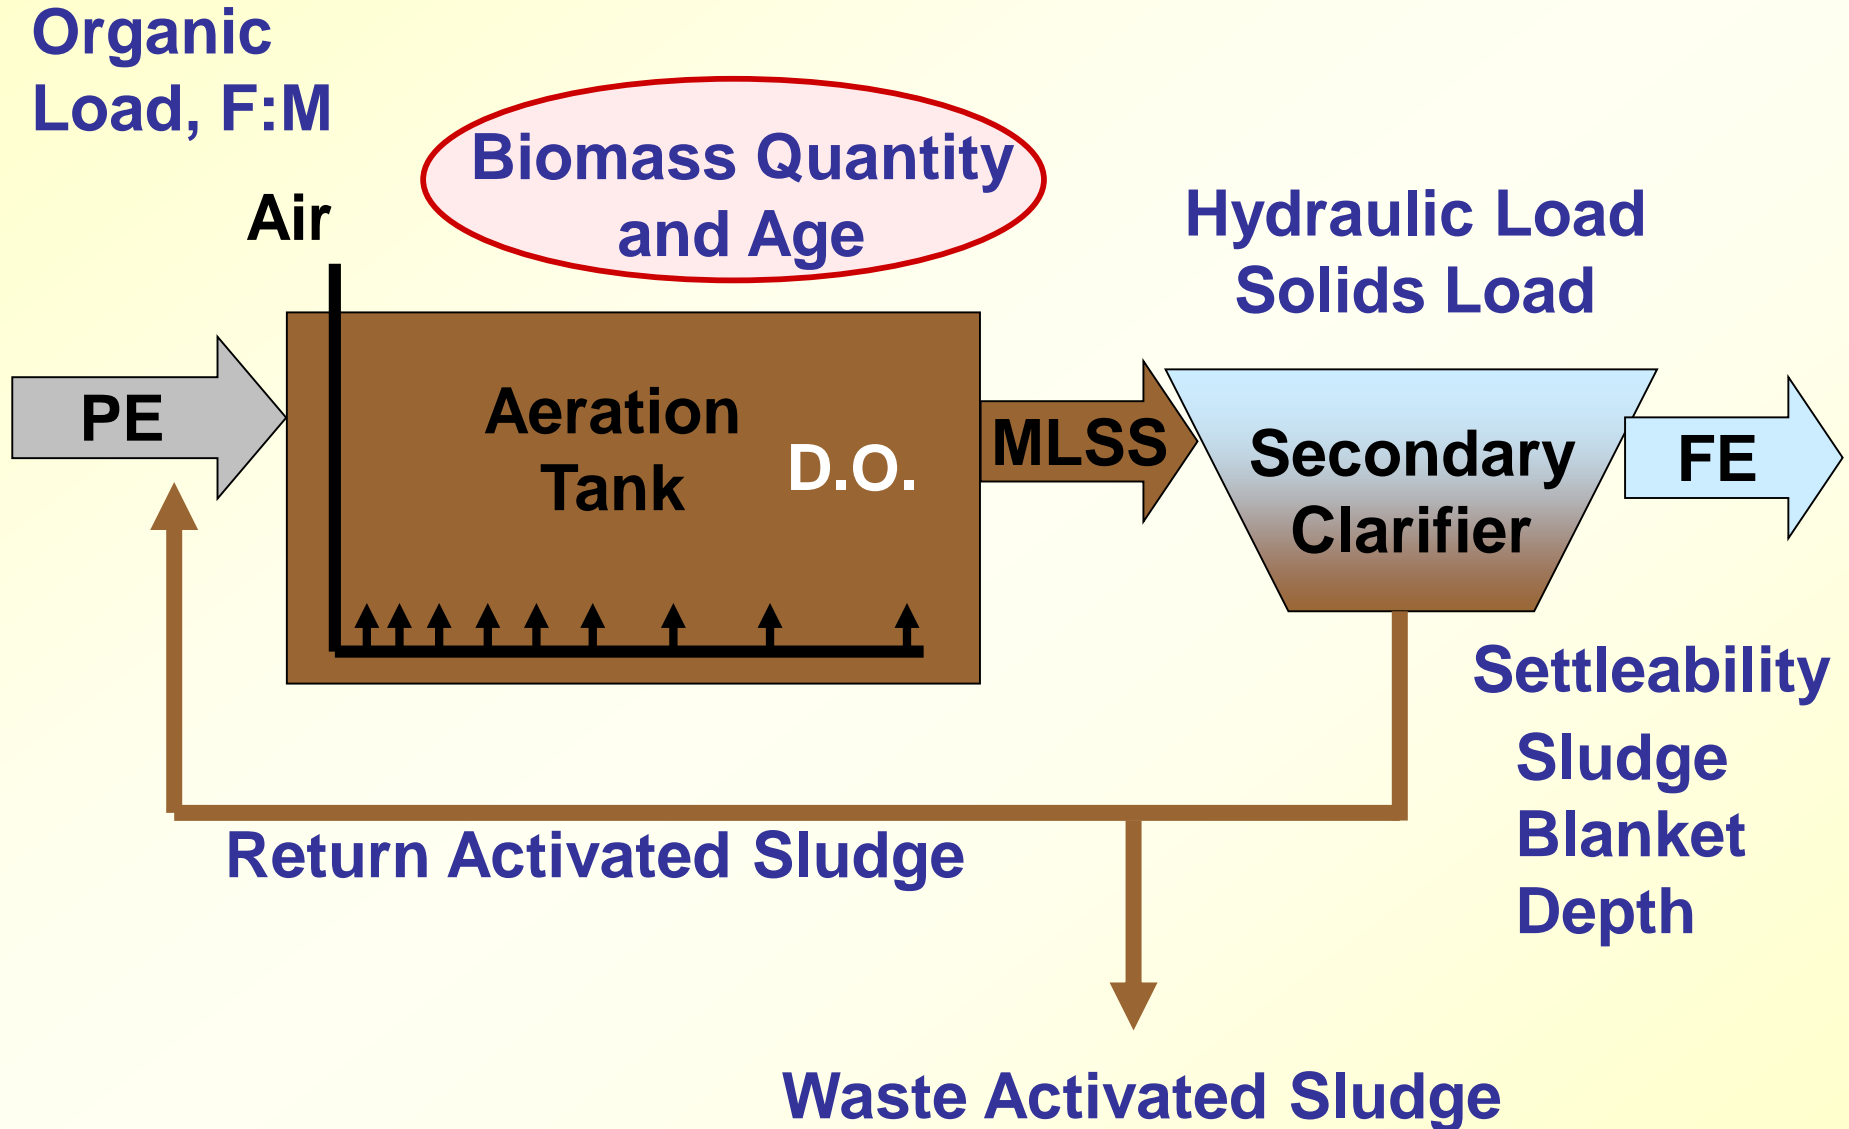 Organic
Load, F:M
Biomass Quantity
and Age
Air
Hydraulic Load
Solids Load
PE
Aeration
Tank
D.O.
MLSS
Secondary
Clarifier
FE
Settleability
Sludge
Blanket
Depth
Return Activated Sludge
Waste Activated Sludge